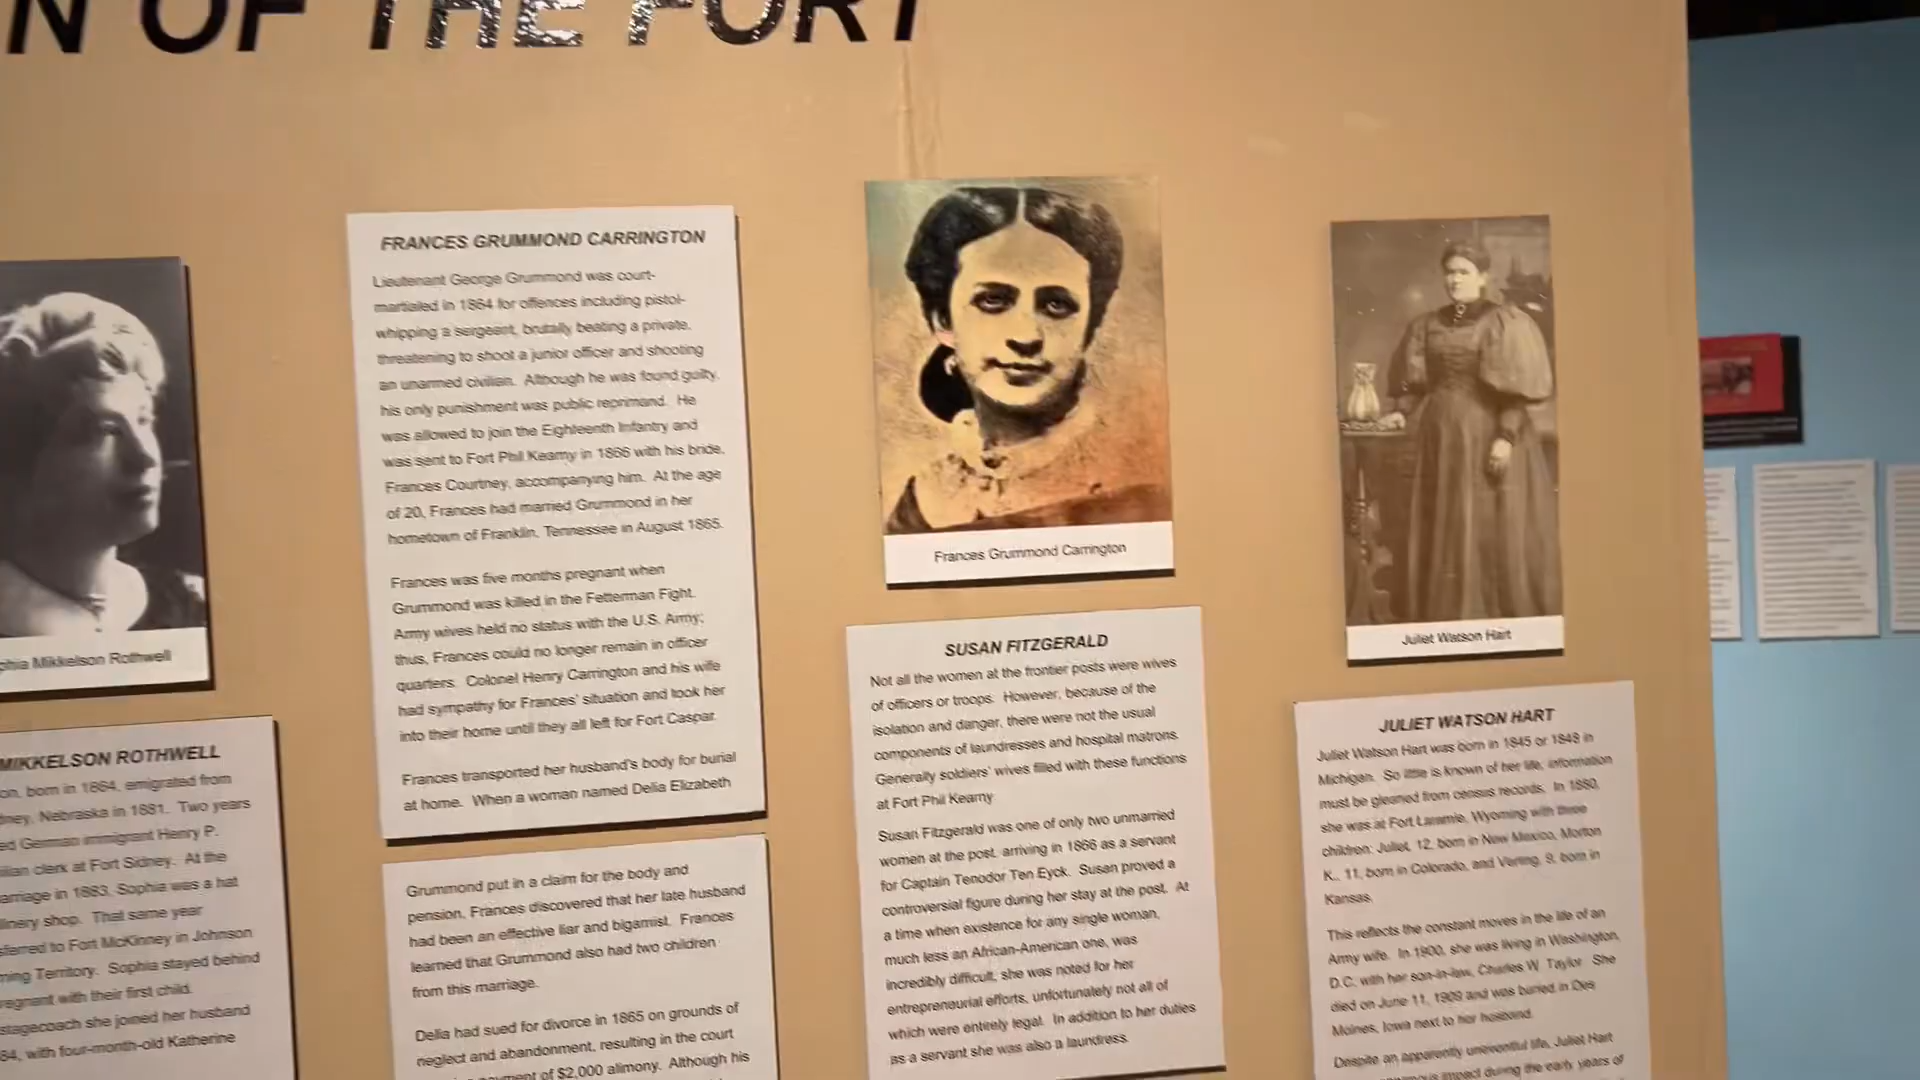 N OF THE FORT
Mikkelson Rothwell
MIKKELSON ROTHWELL
born in 1864, emigrated from
Nebraska in 1881. Two years
German immigrant Henry P.
clerk at Fort Sidney. At the
in 1883, Sophia was a hat
shop. That same year
to Fort McKinney in Johnson
Territory. Sophia stayed behind
with their first child.
stagecoach she joined her husband
with four-month-old Katherine
FRANCES GRUMMOND CARRINGTON
Lieutenant George Grummond was court-
martialed in 1864 for offences including pistol-
whipping a sergeant, brutally beating a private,
threatening to shoot a junior officer and shooting
an unarmed civilian. Although he was found guilty,
his only punishment was public reprimand. He
was allowed to join the Eighteenth Infantry and
was sent to Fort Phil Kearny in 1866 with his bride,
Frances Courtney, accompanying him. At the age
of 20, Frances had married Grummond in her
hometown of Franklin, Tennessee in August 1865.
Frances was five months pregnant when
Grummond was killed in the Fetterman Fight.
Army wives held no status with the U.S. Army;
thus, Frances could no longer remain in officer
quarters. Colonel Henry Carrington and his wife
had sympathy for Frances' situation and took her
into their home until they all left for Fort Caspar.
Frances transported her husband's body for burial
at home. When a woman named Delia Elizabeth
Grummond put in a claim for the body and
pension, Frances discovered that her late husband
had been an effective liar and bigamist. Frances
learned that Grummond also had two children
from this marriage.
Delia had sued for divorce in 1865 on grounds of
neglect and abandonment, resulting in the court
of $2,000 alimony. Although his
Frances Grummond Carrington
SUSAN FITZGERALD
Not all the women at the frontier posts were wives
of officers or troops. However, because of the
isolation and danger, there were not the usual
components of laundresses and hospital matrons.
Generally soldiers' wives filled with these functions
at Fort Phil Kearny
Susan Fitzgerald was one of only two unmarried
women at the post, arriving in 1866 as a servant
for Captain Tenodor Ten Eyck. Susan proved a
controversial figure during her stay at the post. At
a time when existence for any single woman,
much less an African-American one, was
incredibly difficult, she was noted for her
entrepreneurial efforts, unfortunately not all of
which were entirely legal. In addition to her duties
as a servant she was also a laundress.
Juliet Watson Hart
JULIET WATSON HART
Juliet Watson Hart was born in 1845 or 1848 in
Michigan. So little is known of her life, information
must be gleaned from census records. In 1880,
she was at Fort Laramie, Wyoming with three
children: Juliet, 12, born in New Mexico, Morton
K., 11, born in Colorado, and Verling, 9, born in
Kansas.
This reflects the constant moves in the life of an
Army wife. In 1900, she was living in Washington,
D.C. with her son-in-law, Charles W. Taylor. She
died on June 11, 1909 and was buried in Des
Moines, Iowa next to her husband.
Despite an apparently uneventful life, Juliet Hart
impact during the early years of